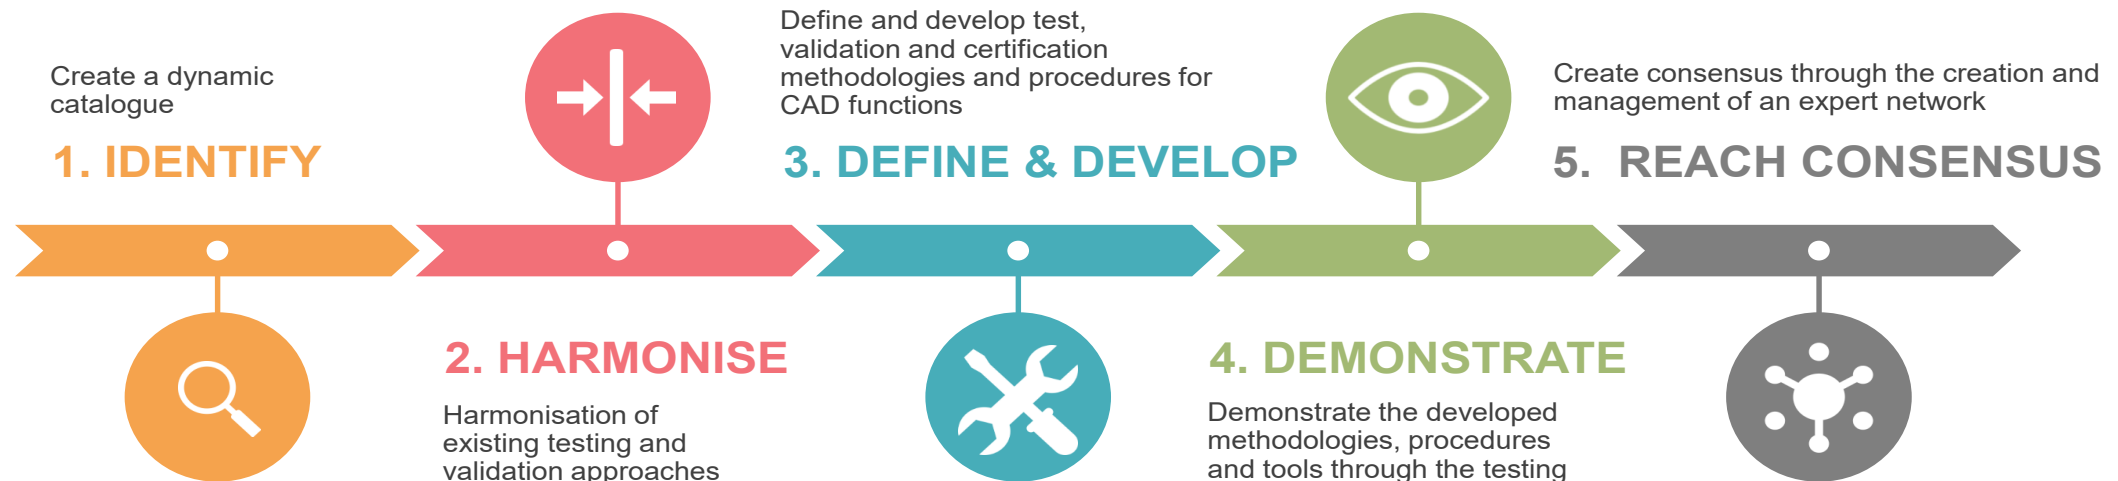 Create a dynamic
catalogue
1. IDENTIFY
2. HARMONISE
Harmonisation of
existing testing and
validation approaches
Define and develop test,
validation and certification
methodologies and procedures for
CAD functions
3. DEFINE & DEVELOP
4. DEMONSTRATE
Demonstrate the developed
methodologies, procedures
and tools through the testing
Create consensus through the creation and
management of an expert network
5. REACH CONSENSUS